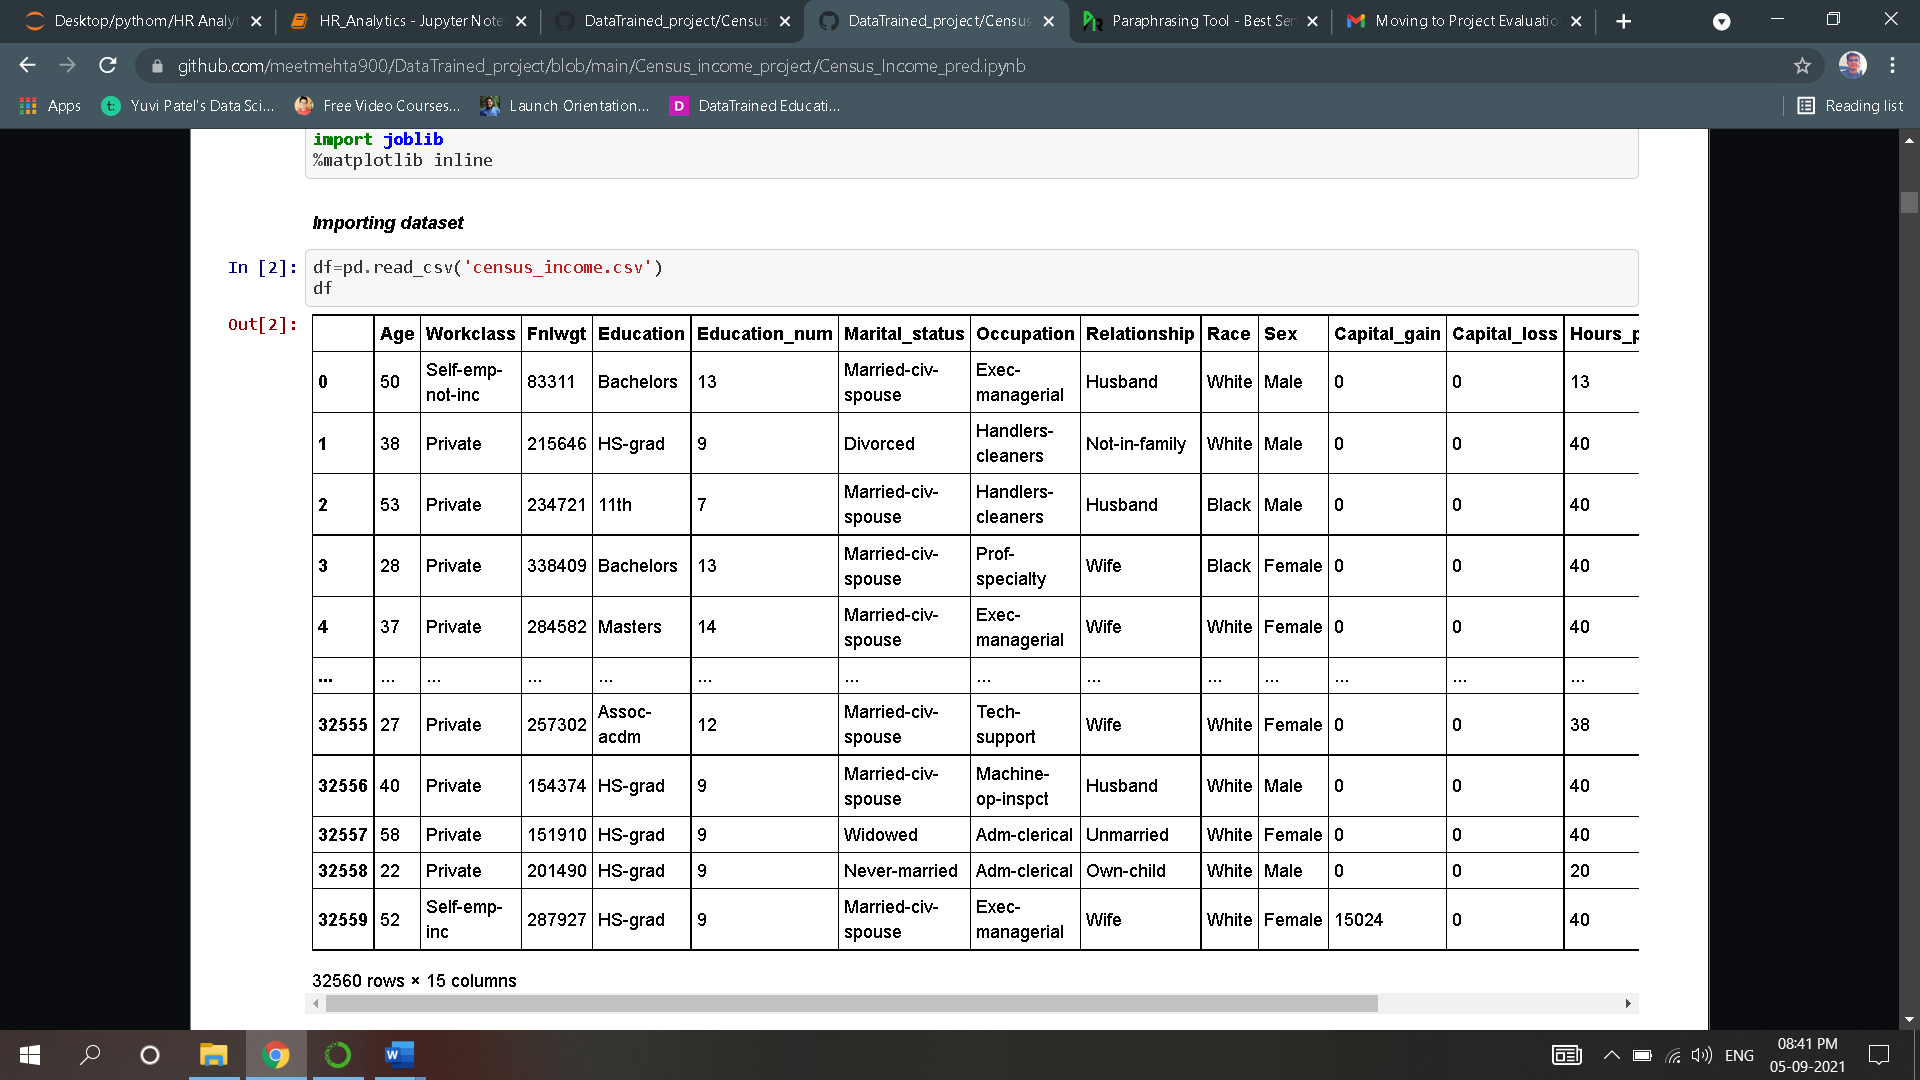 Desktop/pythom/HR Analyt
HR_Analytics - Jupyter Note
DataTrained_project/Census
DataTrained_project/Census
Paraphrasing Tool - Best Sen
Moving to Project Evaluatio
github.com/meetmehta900/DataTrained_project/blob/main/Census_income_project/Census_Income_pred.ipynb
Apps
Yuvi Patel's Data Sci...
Free Video Courses...
Launch Orientation...
D DataTrained Educati...
Reading list
import joblib
%matplotlib inline
Importing dataset
In [2]: df=pd.read_csv('census_income.csv')
df
Out[2]:
Age Workclass Fnlwgt Education Education_num Marital_status Occupation Relationship Race Sex Capital_gain Capital_loss Hours_p
0 50 Self-emp-not-inc 83311 Bachelors 13 Married-civ-spouse Exec-managerial Husband White Male 0 0 13
1 38 Private 215646 HS-grad 9 Divorced Handlers-cleaners Not-in-family White Male 0 0 40
2 53 Private 234721 11th 7 Married-civ-spouse Handlers-cleaners Husband Black Male 0 0 40
3 28 Private 338409 Bachelors 13 Married-civ-spouse Prof-specialty Wife Black Female 0 0 40
4 37 Private 284582 Masters 14 Married-civ-spouse Exec-managerial Wife White Female 0 0 40
... ... ... ... ... ... ... ... ... ... ... ... ... ...
32555 27 Private 257302 Assoc-acdm 12 Married-civ-spouse Tech-support Wife White Female 0 0 38
32556 40 Private 154374 HS-grad 9 Married-civ-spouse Machine-op-inspct Husband White Male 0 0 40
32557 58 Private 151910 HS-grad 9 Widowed Adm-clerical Unmarried White Female 0 0 40
32558 22 Private 201490 HS-grad 9 Never-married Adm-clerical Own-child White Male 0 0 20
32559 52 Self-emp-inc 287927 HS-grad 9 Married-civ-spouse Exec-managerial Wife White Female 15024 0 40
32560 rows × 15 columns
ENG
08:41 PM
05-09-2021